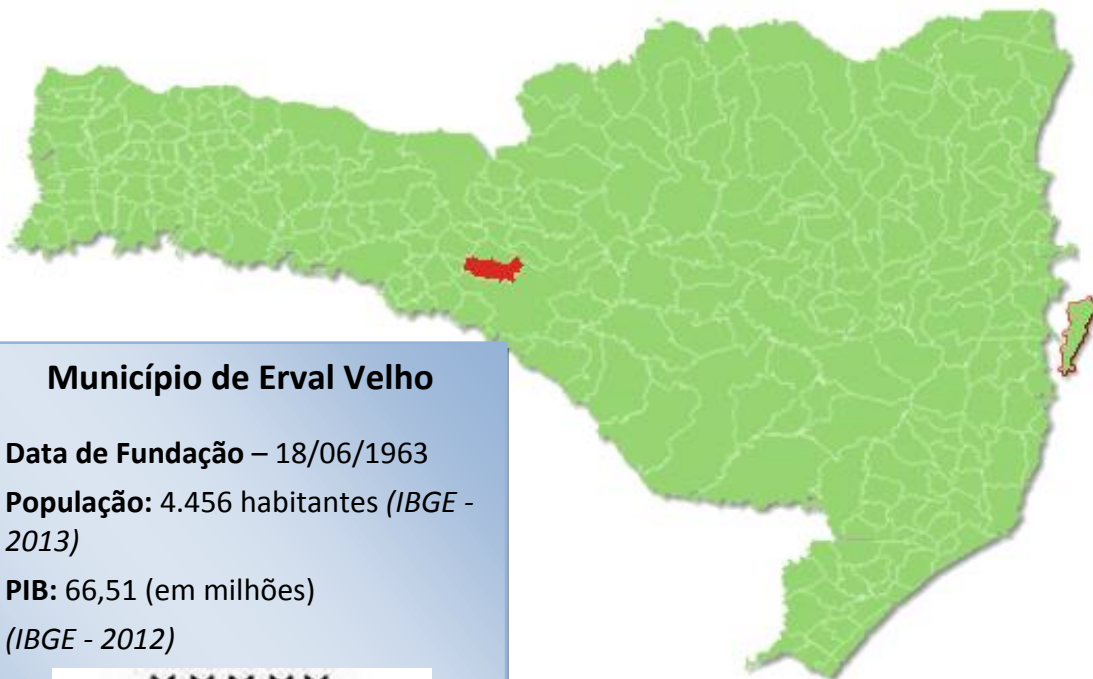 Município de Erval Velho
Data de Fundação – 18/06/1963
População: 4.456 habitantes (IBGE -
2013)
PIB: 66,51 (em milhões)
(IBGE - 2012)